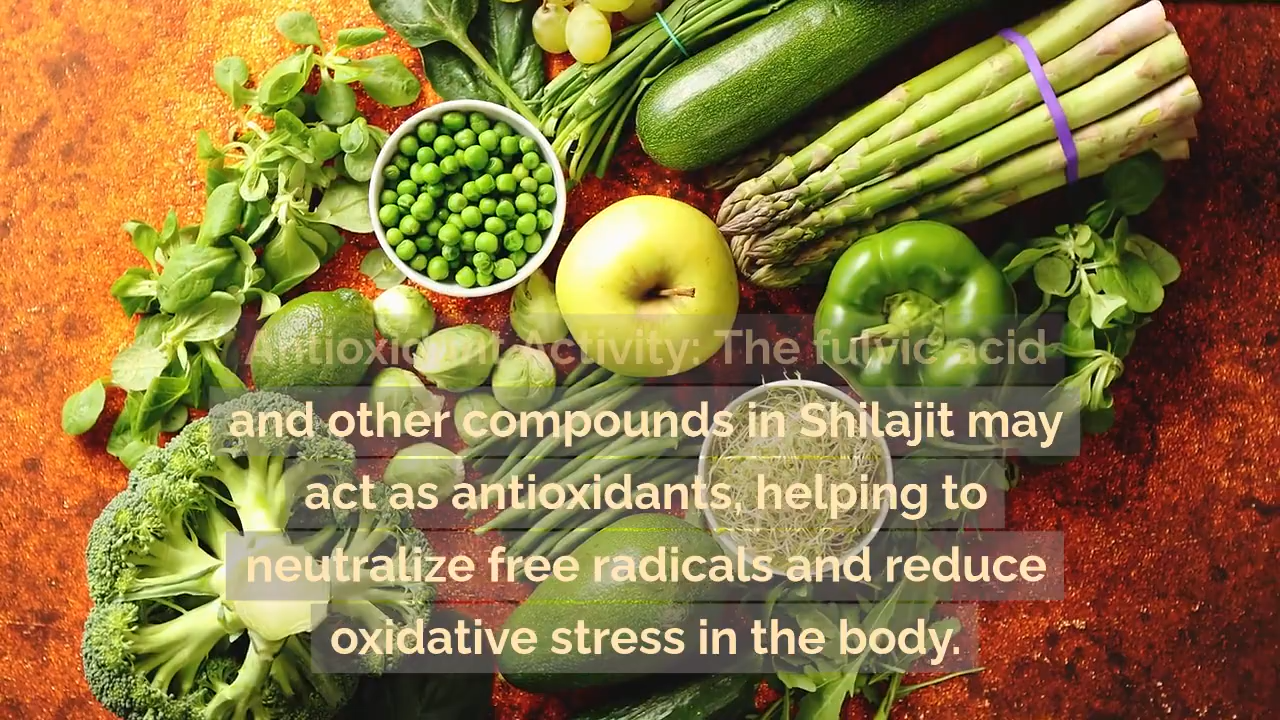 Antioxidant Activity: The fulvic acid
and other compounds in Shilajit may
act as antioxidants, helping to
neutralize free radicals and reduce
oxidative stress in the body.